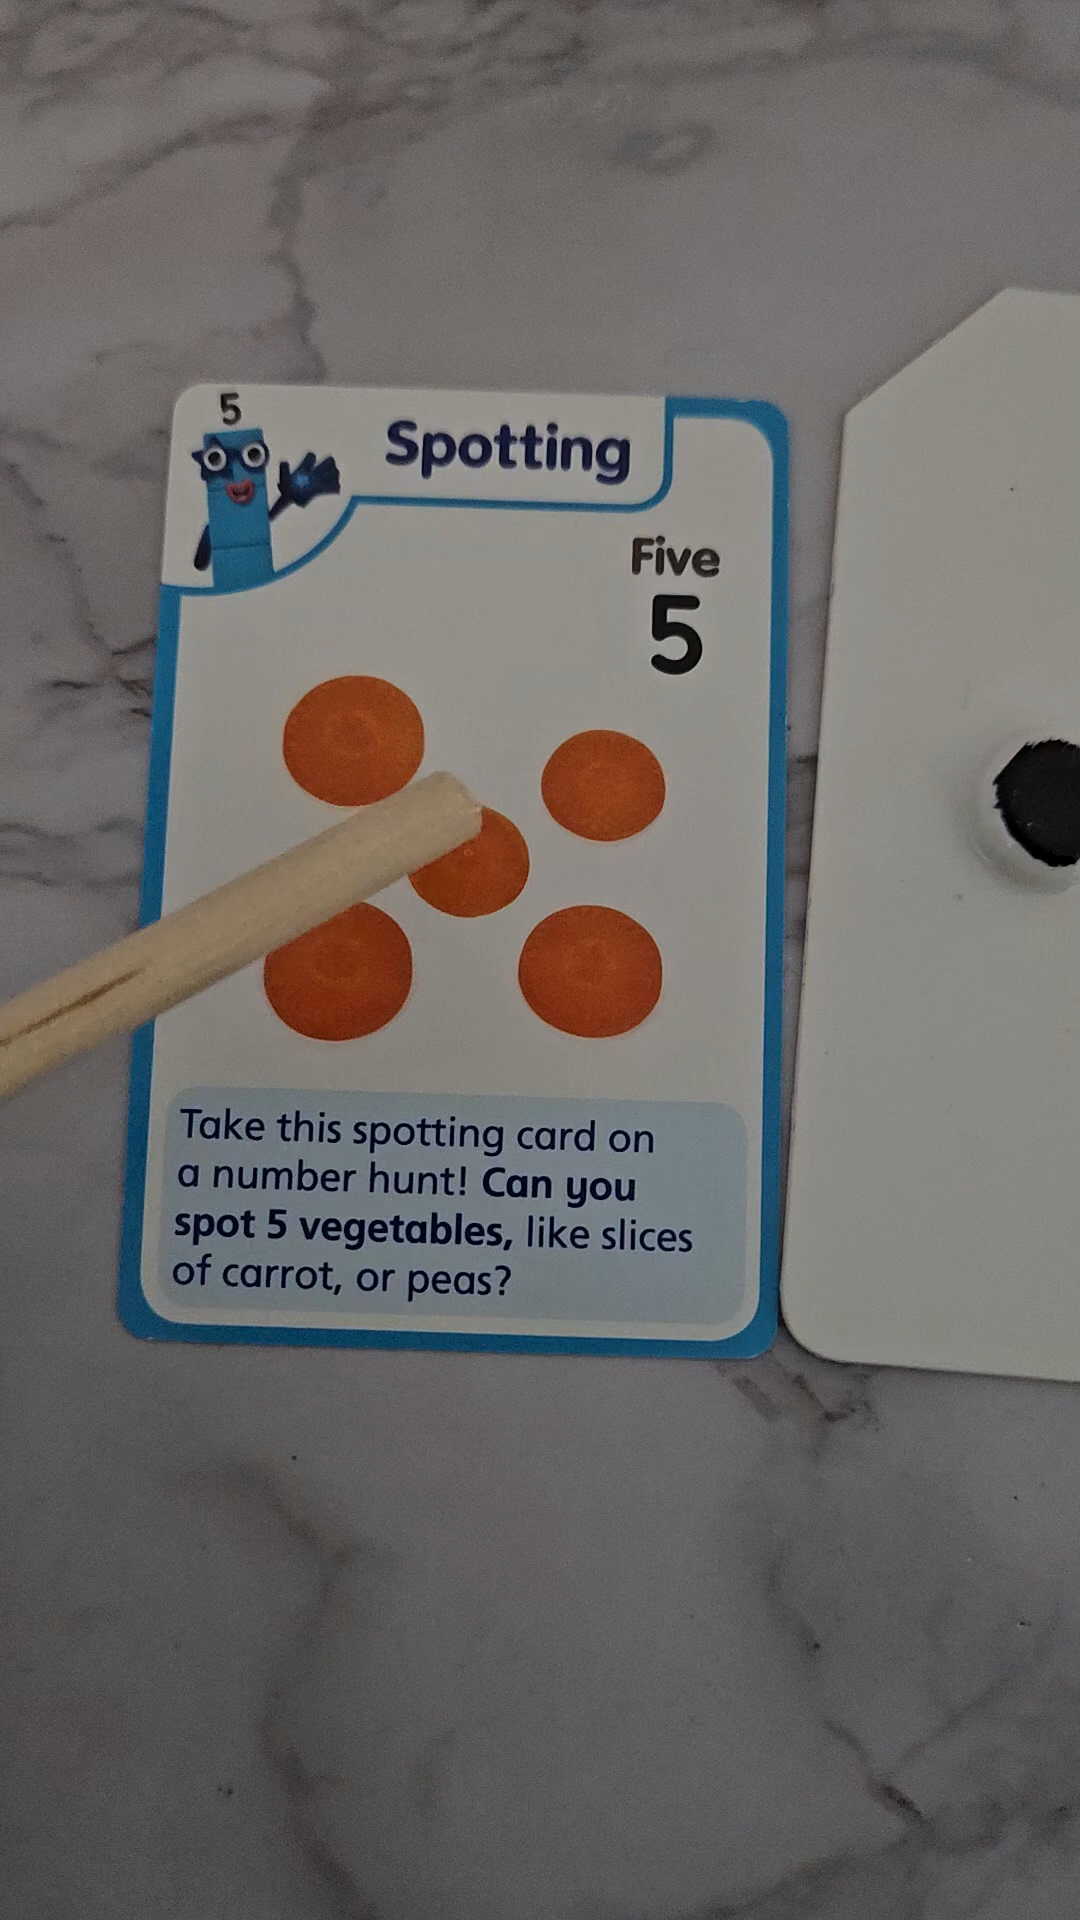 5
Spotting
Five
5
Take this spotting card on
a number hunt! Can you
spot 5 vegetables, like slices
of carrot, or peas?